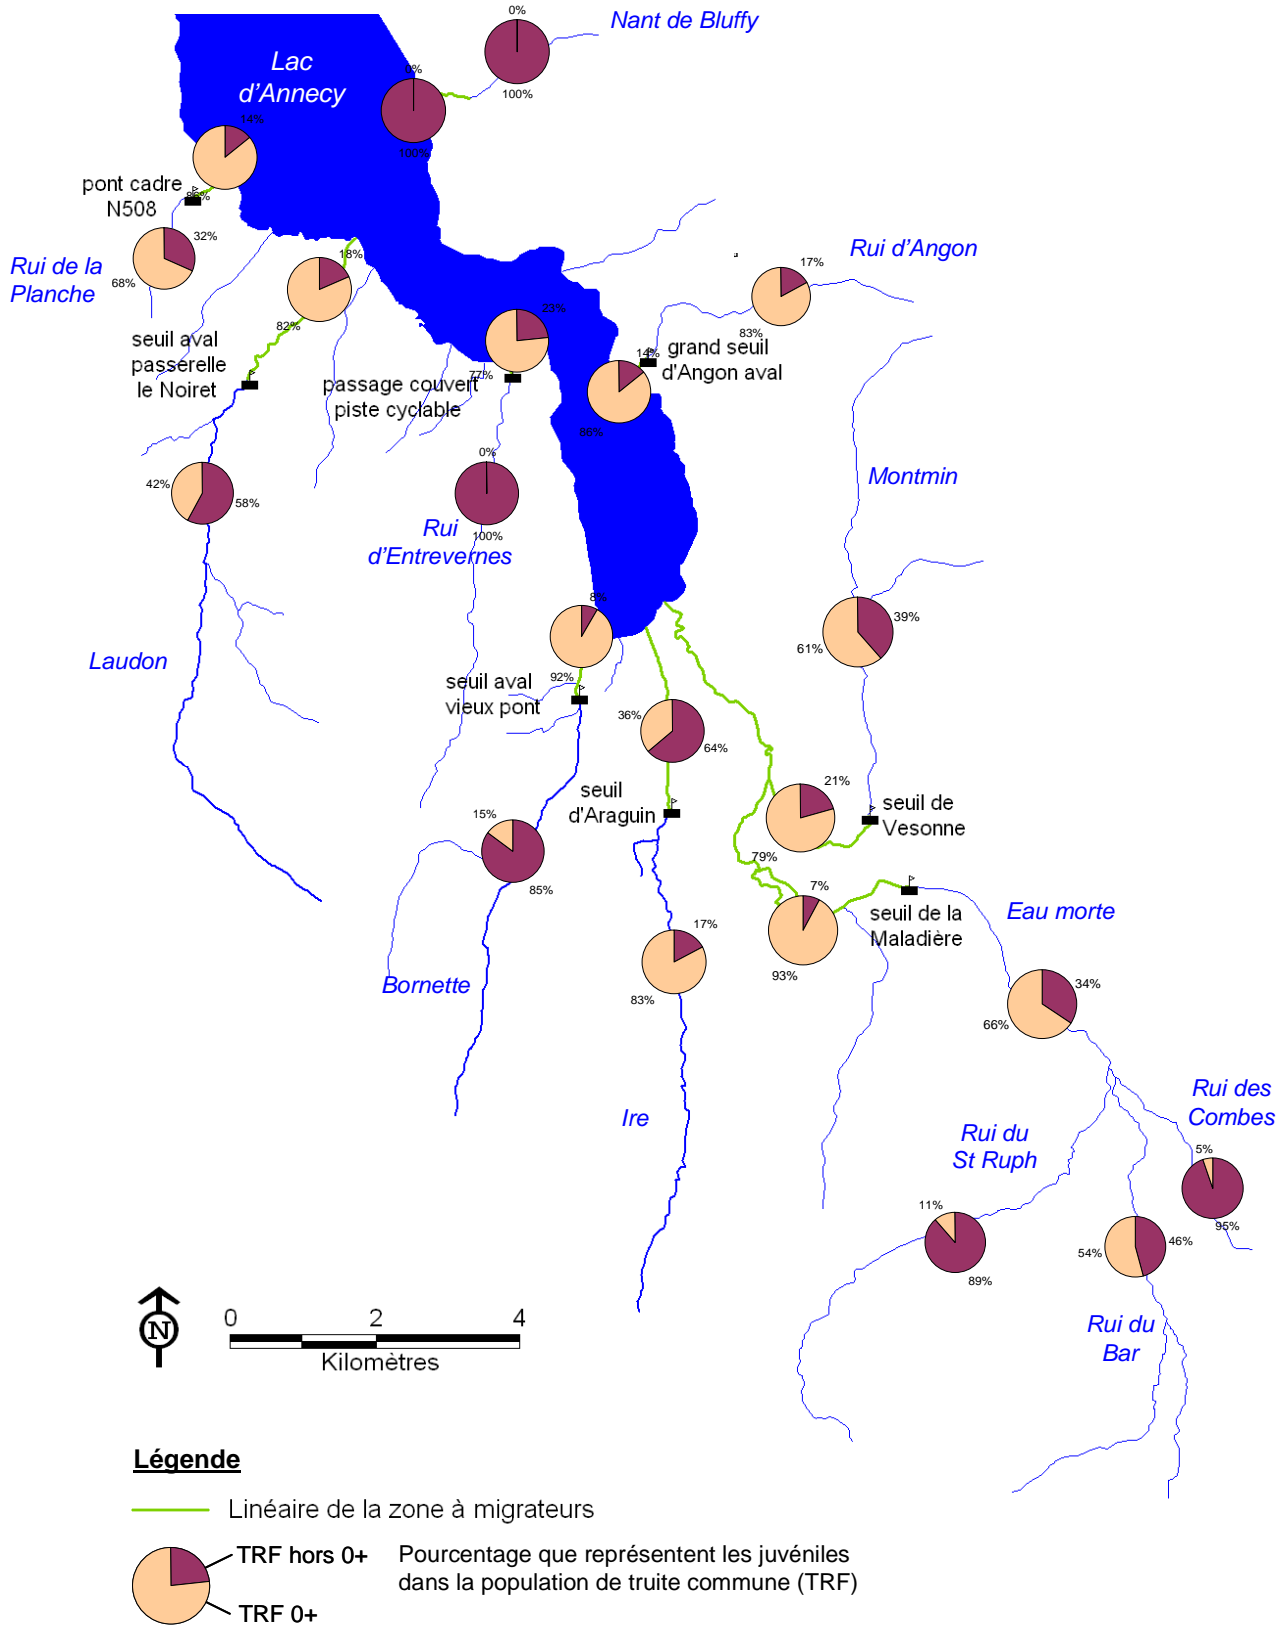 0%
Nant de Bluffy
Lac
d'Annecy
0%
100%
14%
100%
pont cadre
N508
86%
32%
Rui de la
Planche
68%
18%
Rui d'Angon
17%
82%
23%
83%
seuil aval
passerelle
le Noiret
14%
grand seuil
d'Angon aval
77%
passage couvert
piste cyclable
86%
0%
42%
58%
Montmin
100%
Rui
d'Entrevernes
8%
39%
61%
Laudon
92%
seuil aval
vieux pont
36%
64%
21%
seuil
d'Araguin
seuil de
Vesonne
15%
79%
85%
7%
seuil de la
Maladière
Eau morte
17%
93%
Bornette
83%
34%
66%
Ire
Rui des
Combes
Rui du
St Ruph
5%
11%
95%
54%
46%
89%
N
0 2 4
Kilomètres
Rui du
Bar
Légende
Linéaire de la zone à migrateurs
TRF hors 0+
Pourcentage que représentent les juvéniles
dans la population de truite commune (TRF)
TRF 0+